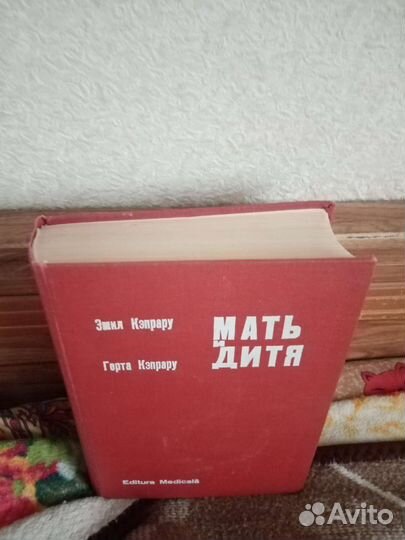 Эмил Кэпрару
Герта Кэпрару
МАТЬ
и
ДИТЯ
Editura Medicală
Avito